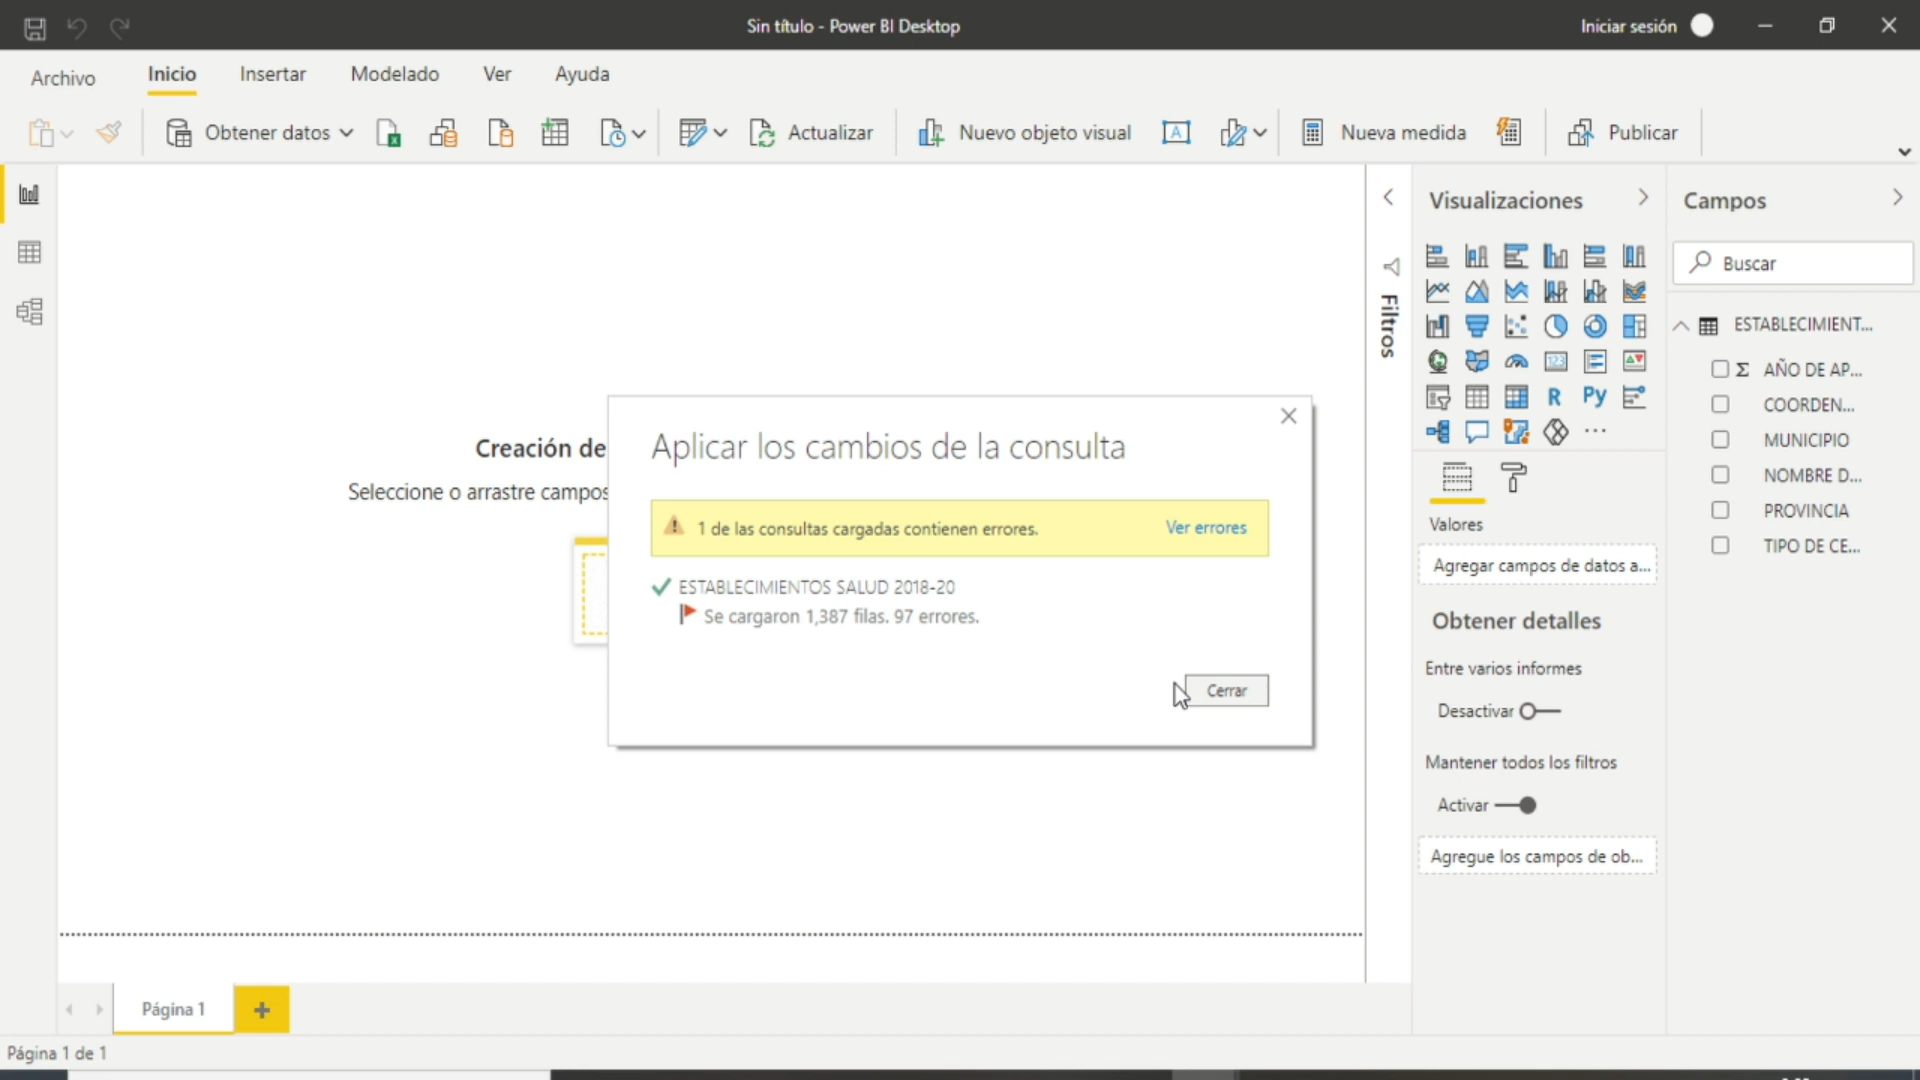 Sin título - Power BI Desktop
Iniciar sesión
Archivo
Inicio
Insertar
Modelado
Ver
Ayuda
Obtener datos
Actualizar
Nuevo objeto visual
A
Nueva medida
Publicar
Creación de
Seleccione o arrastre campos
Aplicar los cambios de la consulta
1 de las consultas cargadas contienen errores.
Ver errores
ESTABLECIMIENTOS SALUD 2018-20
Se cargaron 1,387 filas. 97 errores.
Cerrar
Filtros
Visualizaciones
123
R
Py
...
Valores
Agregar campos de datos a...
Obtener detalles
Entre varios informes
Desactivar
Mantener todos los filtros
Activar
Agregue los campos de ob...
Campos
Buscar
ESTABLECIMIENT...
Σ AÑO DE AP...
COORDEN...
MUNICIPIO
NOMBRE D...
PROVINCIA
TIPO DE CE...
Página 1
+
Página 1 de 1